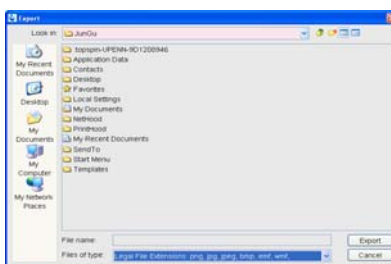 Export
Look in: JunGu
.topspin-UPENN-9D1208946
Application Data
Contacts
Desktop
Favorites
Local Settings
My Documents
NetHood
PrintHood
My Recent Documents
SendTo
Start Menu
Templates
My Recent
Documents
Desktop
My
Documents
My
Computer
My Network
Places
File name:
Export
Files of type:
Legal File Extensions: png, jpg, jpeg, bmp, emf, wmf,
Cancel